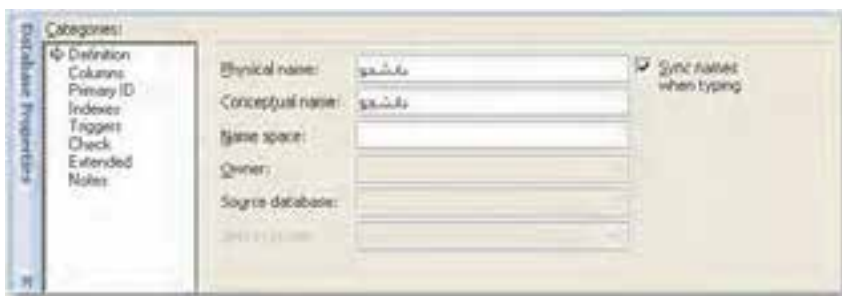 Database Properties
Categories:
Definition
Columns
Primary ID
Indexes
Triggers
Check
Extended
Notes
Physical name: دانشجو
Conceptual name: دانشجو
Name space:
Owner:
Source database:
Sync names
when typing